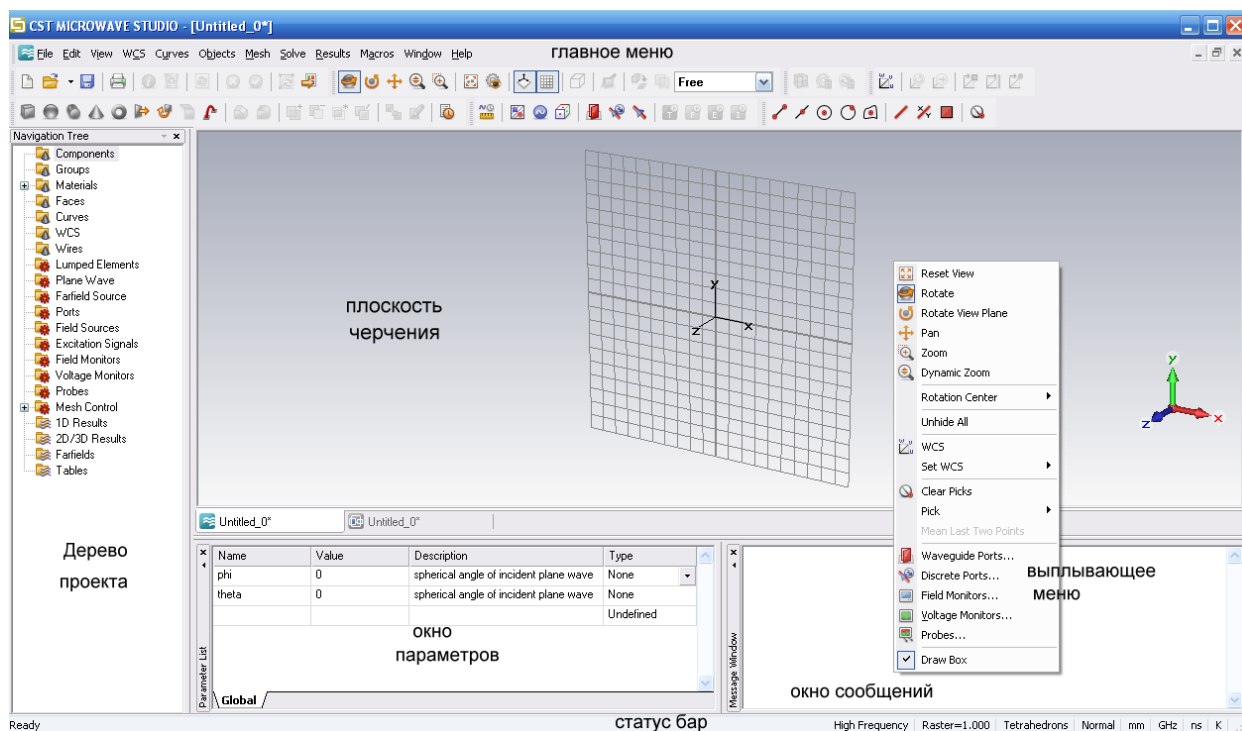 CST MICROWAVE STUDIO - [Untitled_0*]
File Edit View WCS Curves Objects Mesh Solve Results Macros Window Help
главное меню
Free
Navigation Tree
Components
Groups
Materials
Faces
Curves
WCS
Wires
Lumped Elements
Plane Wave
Farfield Source
Ports
Field Sources
Excitation Signals
Field Monitors
Voltage Monitors
Probes
Mesh Control
1D Results
2D/3D Results
Farfields
Tables
Дерево
проекта
плоскость
черчения
y
z
x
y
z
x
Reset View
Rotate
Rotate View Plane
Pan
Zoom
Dynamic Zoom
Rotation Center
Unhide All
WCS
Set WCS
Clear Picks
Pick
Mean Last Two Points
Waveguide Ports...
Discrete Ports...
Field Monitors...
Voltage Monitors...
Probes...
Draw Box
выплывающее
меню
Untitled_0*
Untitled_0*
Name Value Description Type
phi 0 spherical angle of incident plane wave None
theta 0 spherical angle of incident plane wave None
Undefined
окно
параметров
Parameter List
Global
Message Window
окно сообщений
Ready
статус бар
High Frequency Raster=1.000 Tetrahedrons Normal mm GHz ns K